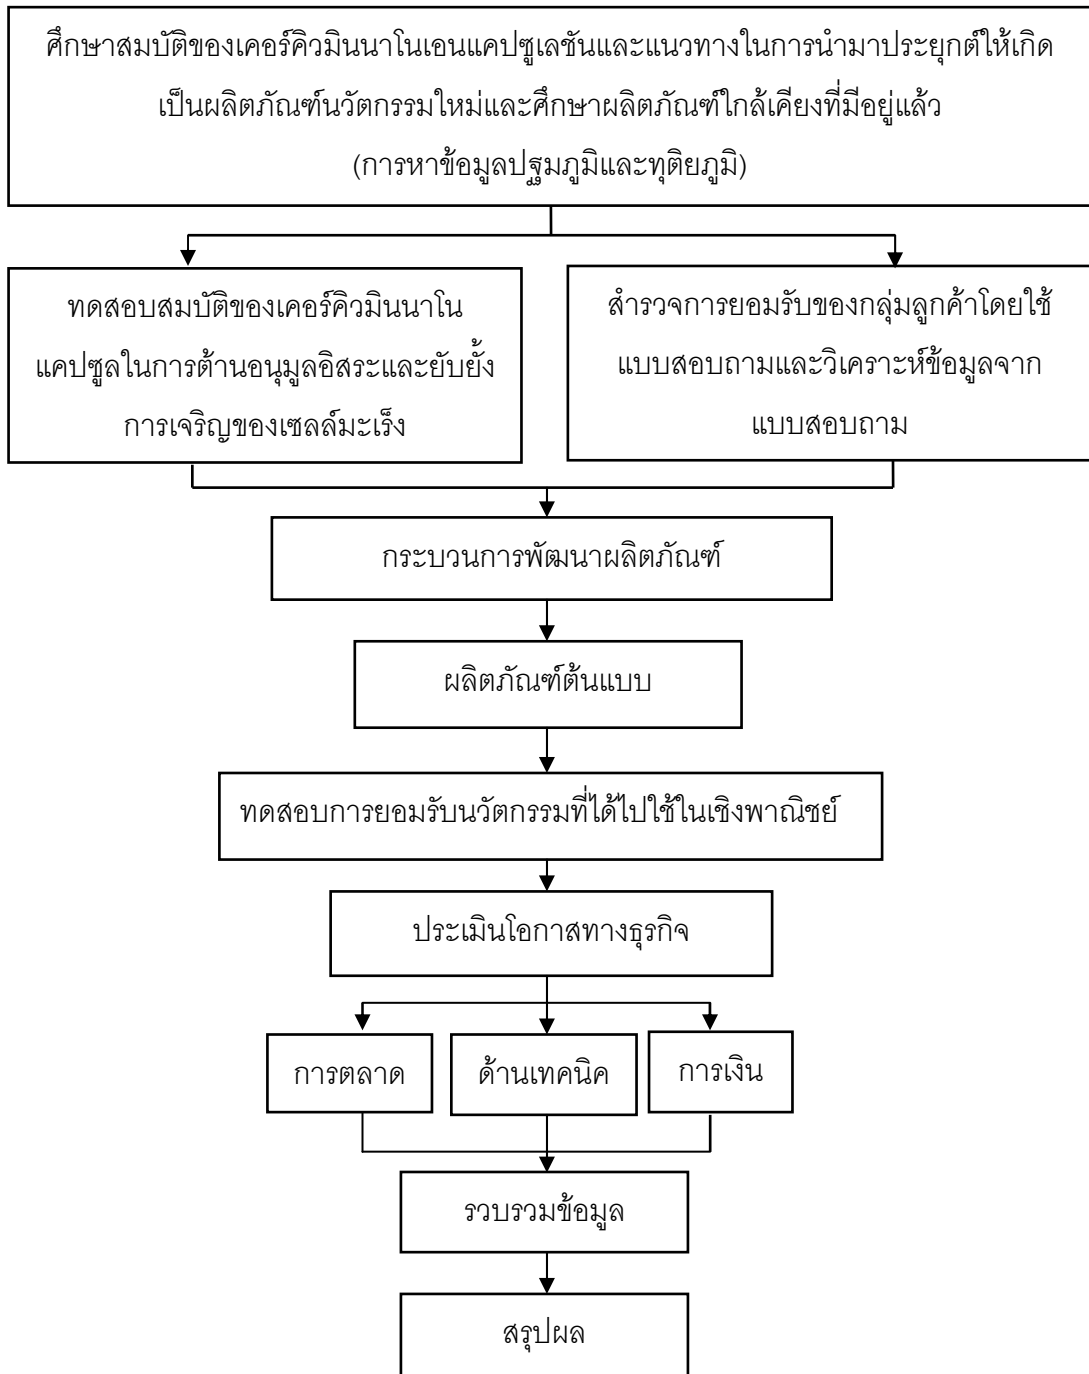 ศึกษาสมบัติของเคอร์คิวมินนาโนเอนแคปซูเลชันและแนวทางในการนำมาประยุกต์ให้เกิด
เป็นผลิตภัณฑ์นวัตกรรมใหม่และศึกษาผลิตภัณฑ์ใกล้เคียงที่มีอยู่แล้ว
(การหาข้อมูลปฐมภูมิและทุติยภูมิ)
ทดสอบสมบัติของเคอร์คิวมินนาโน
แคปซูลในการต้านอนุมูลอิสระและยับยั้ง
การเจริญของเซลล์มะเร็ง
สำรวจการยอมรับของกลุ่มลูกค้าโดยใช้
แบบสอบถามและวิเคราะห์ข้อมูลจาก
แบบสอบถาม
กระบวนการพัฒนาผลิตภัณฑ์
ผลิตภัณฑ์ต้นแบบ
ทดสอบการยอมรับนวัตกรรมที่ได้ไปใช้ในเชิงพาณิชย์
ประเมินโอกาสทางธุรกิจ
การตลาด
ด้านเทคนิค
การเงิน
รวบรวมข้อมูล
สรุปผล